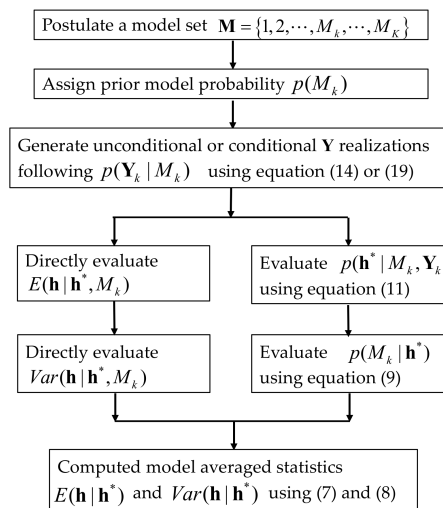 Postulate a model set M = {1, 2, ⋯, M_k, ⋯, M_K}
Assign prior model probability p(M_k)
Generate unconditional or conditional Y realizations
following p(Y_k | M_k) using equation (14) or (19)
Directly evaluate
E(h | h*, M_k)
Evaluate p(h* | M_k, Y_k
using equation (11)
Directly evaluate
Var(h | h*, M_k)
Evaluate p(M_k | h*)
using equation (9)
Computed model averaged statistics
E(h | h*) and Var(h | h*) using (7) and (8)